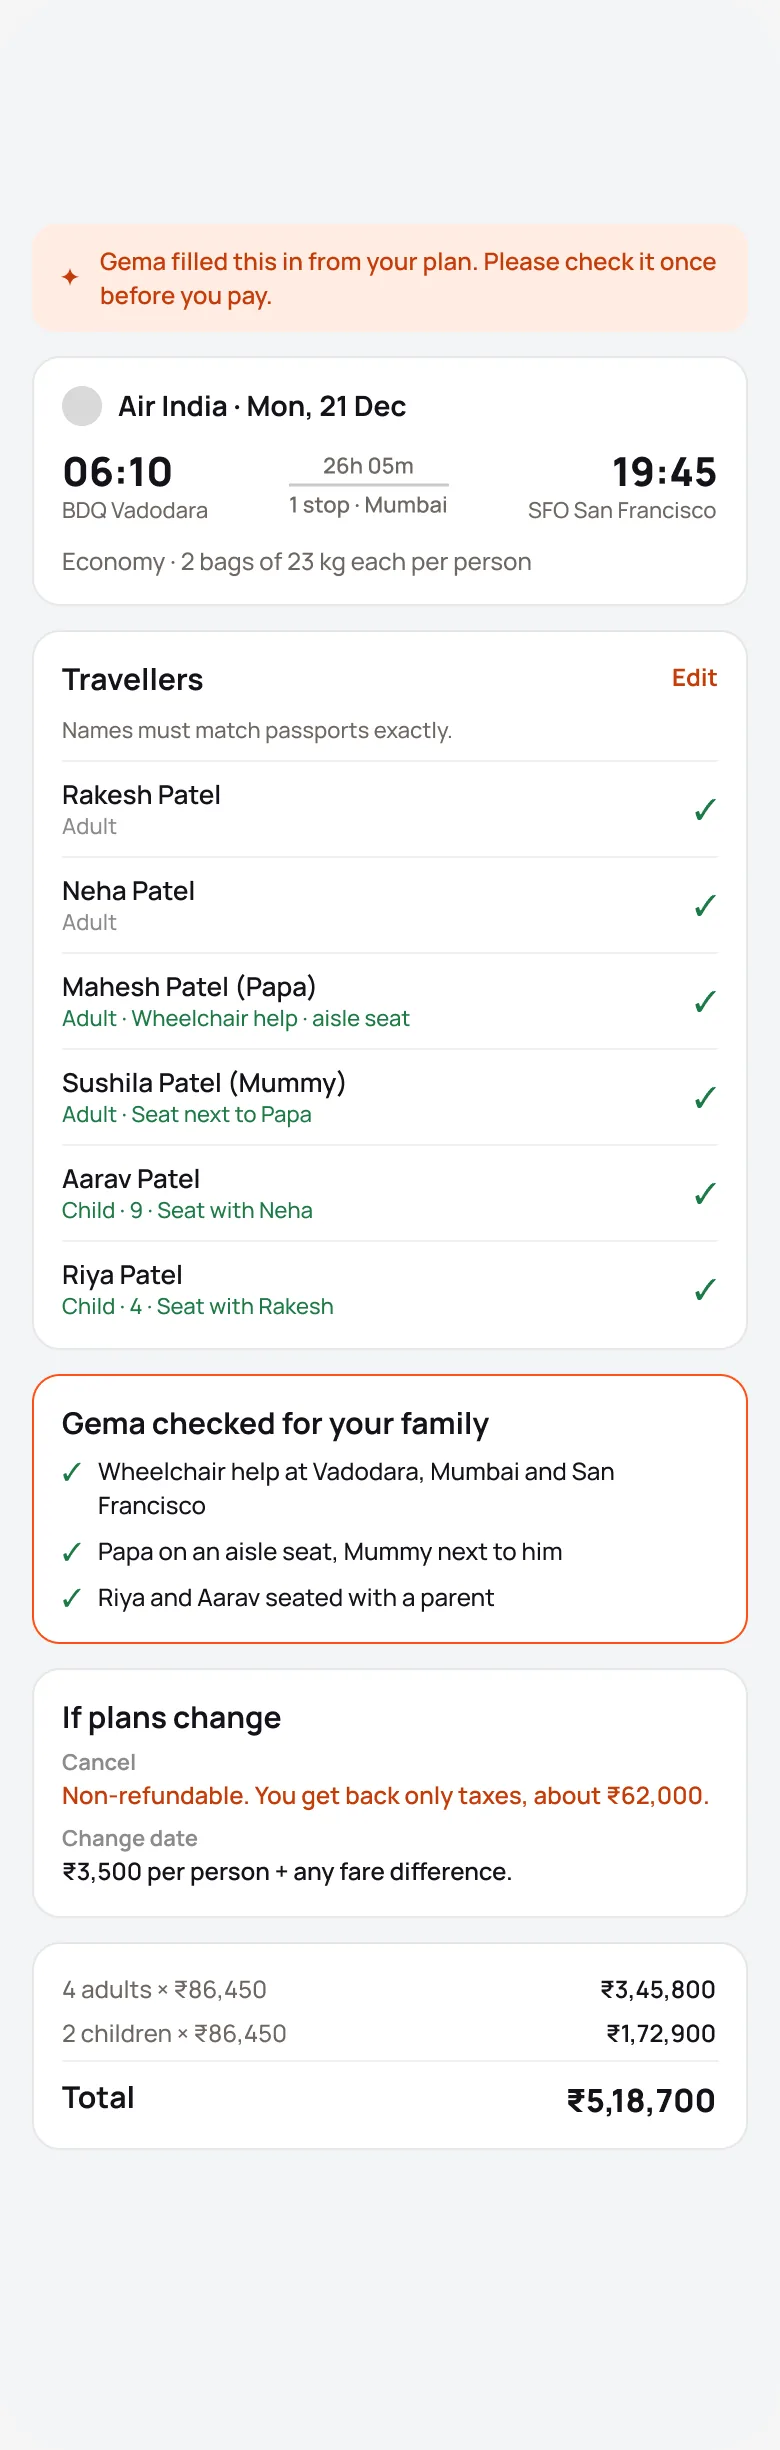 ✦ Gema filled this in from your plan. Please check it once
before you pay.
Air India · Mon, 21 Dec
06:10 26h 05m 19:45
BDQ Vadodara 1 stop · Mumbai SFO San Francisco
Economy · 2 bags of 23 kg each per person
Travellers Edit
Names must match passports exactly.
Rakesh Patel ✓
Adult
Neha Patel ✓
Adult
Mahesh Patel (Papa) ✓
Adult · Wheelchair help · aisle seat
Sushila Patel (Mummy) ✓
Adult · Seat next to Papa
Aarav Patel ✓
Child · 9 · Seat with Neha
Riya Patel ✓
Child · 4 · Seat with Rakesh
Gema checked for your family
✓ Wheelchair help at Vadodara, Mumbai and San
Francisco
✓ Papa on an aisle seat, Mummy next to him
✓ Riya and Aarav seated with a parent
If plans change
Cancel
Non-refundable. You get back only taxes, about ₹62,000.
Change date
₹3,500 per person + any fare difference.
4 adults × ₹86,450 ₹3,45,800
2 children × ₹86,450 ₹1,72,900
Total ₹5,18,700